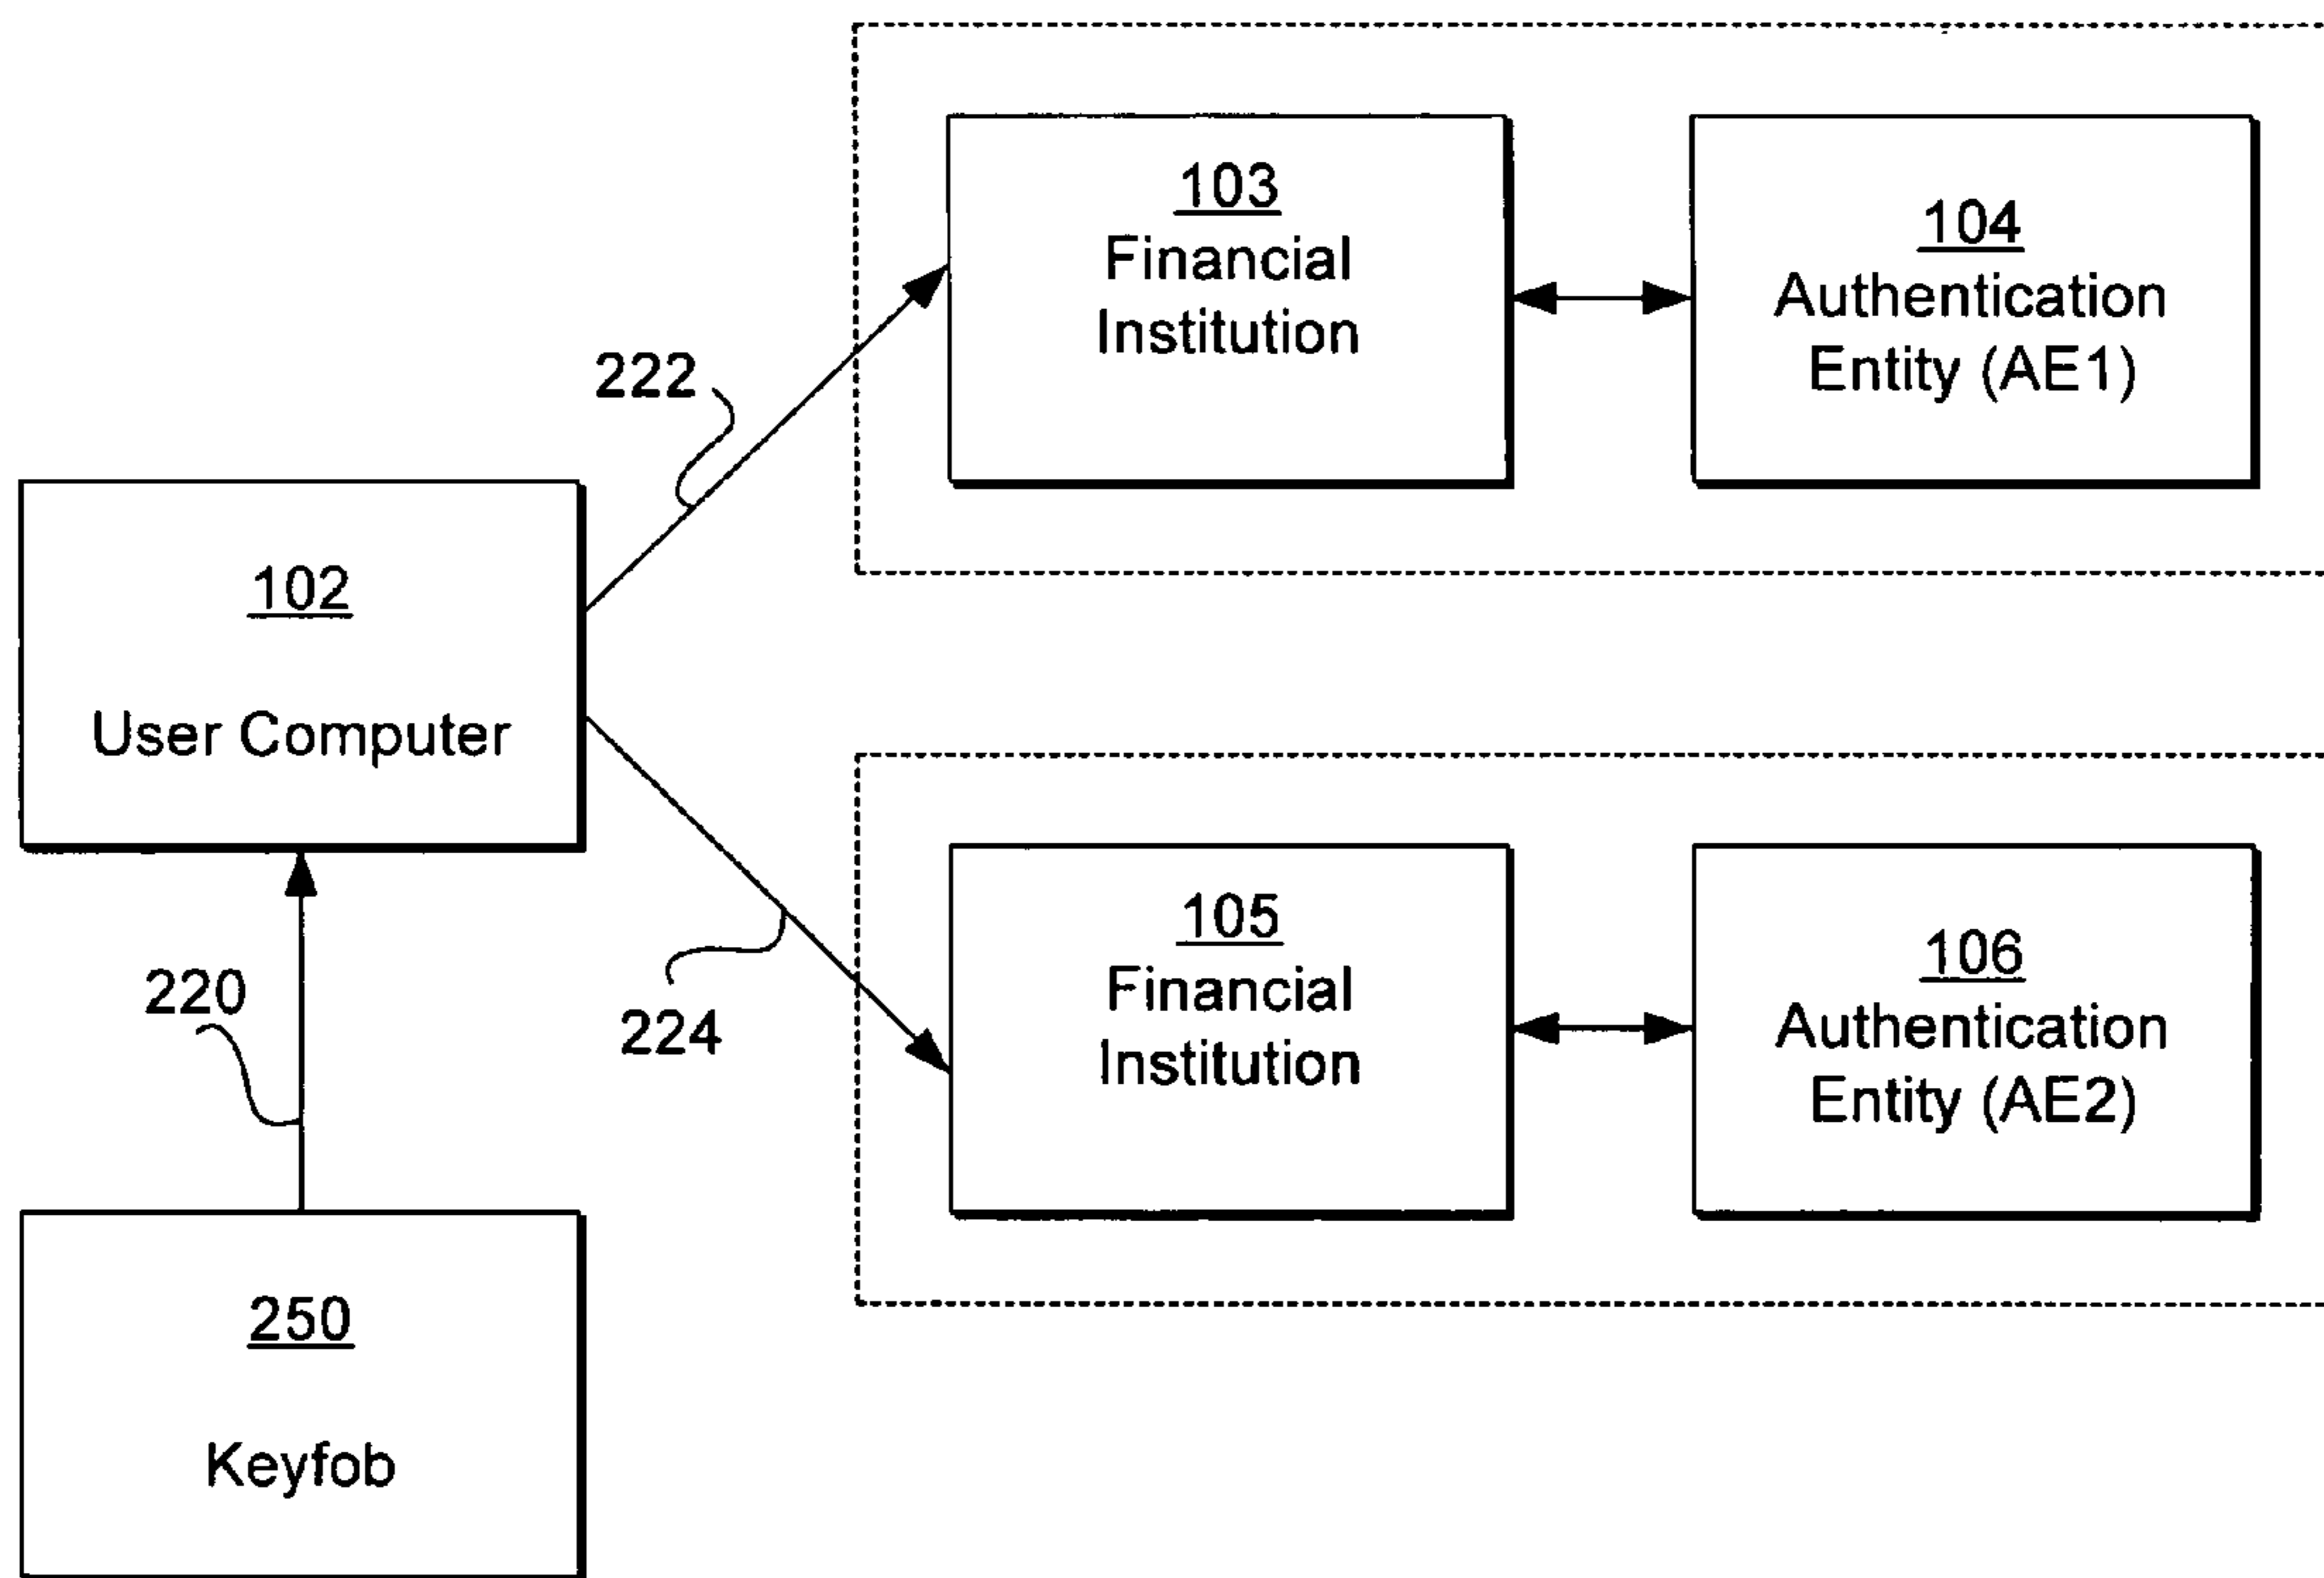 103
Financial
Institution
104
Authentication
Entity (AE1)
222
102
User Computer
105
Financial
Institution
106
Authentication
Entity (AE2)
220
224
250
Keyfob